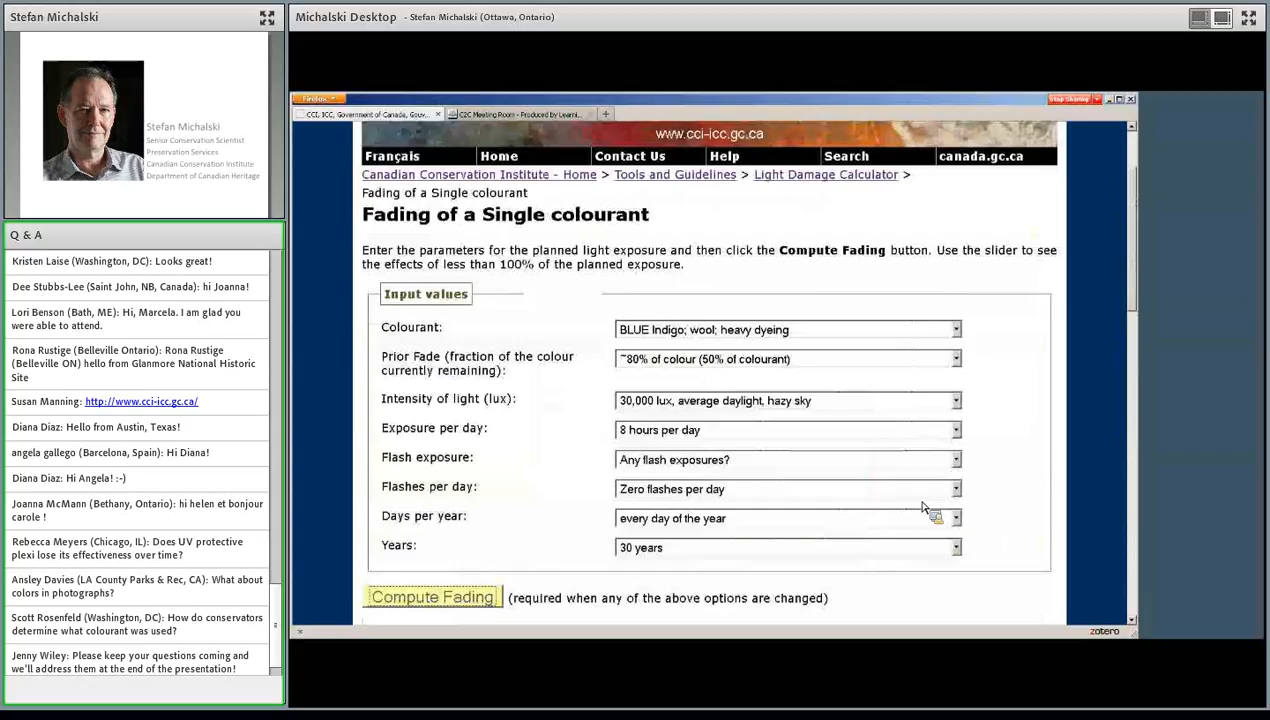 Stefan Michalski
Stefan Michalski
Senior Conservation Scientist
Preservation Services
Canadian Conservation Institute
Department of Canadian Heritage
Q & A
Kristen Laise (Washington, DC): Looks great!
Dee Stubbs-Lee (Saint John, NB, Canada): hi Joanna!
Lori Benson (Bath, ME): Hi, Marcela. I am glad you
were able to attend.
Rona Rustige (Belleville Ontario): Rona Rustige
(Belleville ON) hello from Glanmore National Historic
Site
Susan Manning: http://www.cci-icc.gc.ca/
Diana Diaz: Hello from Austin, Texas!
angela gallego (Barcelona, Spain): Hi Diana!
Diana Diaz: Hi Angela! :-)
Joanna McMann (Bethany, Ontario): hi helen et bonjour
carole !
Rebecca Meyers (Chicago, IL): Does UV protective
plexi lose its effectiveness over time?
Ansley Davies (LA County Parks & Rec, CA): What about
colors in photographs?
Scott Rosenfeld (Washington, DC): How do conservators
determine what colourant was used?
Jenny Wiley: Please keep your questions coming and
we'll address them at the end of the presentation!
Michalski Desktop - Stefan Michalski (Ottawa, Ontario)
Firefox
Stop Sharing
CCI, ICC, Government of Canada, Gouv...
C2C Meeting Room - Produced by Learni...
www.cci-icc.gc.ca
Français Home Contact Us Help Search canada.gc.ca
Canadian Conservation Institute - Home > Tools and Guidelines > Light Damage Calculator >
Fading of a Single colourant
Fading of a Single colourant
Enter the parameters for the planned light exposure and then click the Compute Fading button. Use the slider to see
the effects of less than 100% of the planned exposure.
Input values
Colourant: BLUE Indigo; wool; heavy dyeing
Prior Fade (fraction of the colour ~80% of colour (50% of colourant)
currently remaining):
Intensity of light (lux): 30,000 lux, average daylight, hazy sky
Exposure per day: 8 hours per day
Flash exposure: Any flash exposures?
Flashes per day: Zero flashes per day
Days per year: every day of the year
Years: 30 years
Compute Fading (required when any of the above options are changed)
zotero